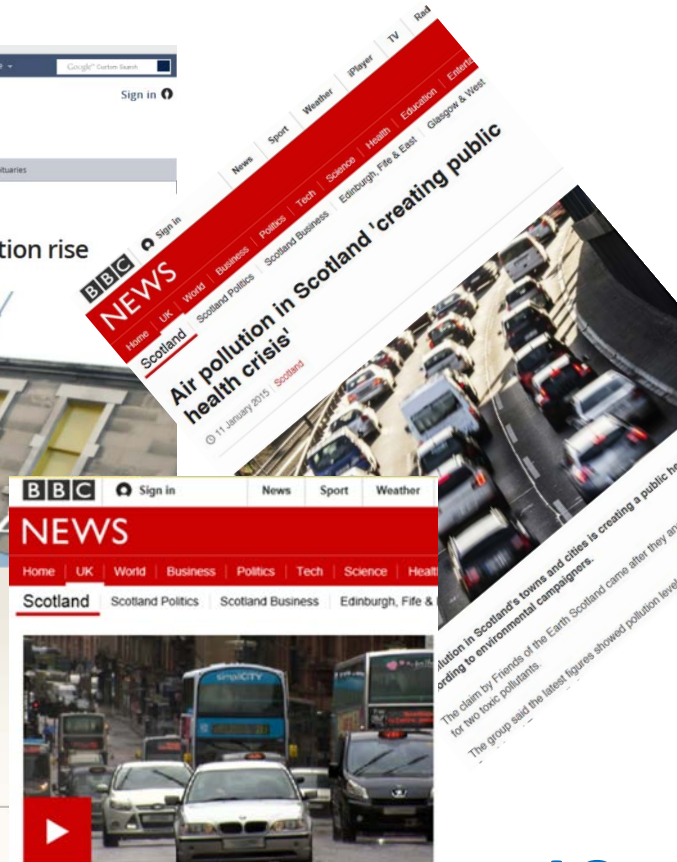 Google™ Custom Search
Sign in
ituaries
tion rise
News Sport Weather iPlayer TV Rad
BBC Sign in
NEWS
Home UK World Business Politics Tech Science Health Education Enterta
Scotland Scotland Politics Scotland Business Edinburgh, Fife & East Glasgow & West
Air pollution in Scotland 'creating public
health crisis'
11 January 2015 Scotland
lution in Scotland's towns and cities is creating a public he
ording to environmental campaigners.
The claim by Friends of the Earth Scotland came after they an
for two toxic pollutants.
The group said the latest figures showed pollution level
BBC Sign in News Sport Weather
NEWS
Home UK World Business Politics Tech Science Healt
Scotland Scotland Politics Scotland Business Edinburgh, Fife &
simpliCITY